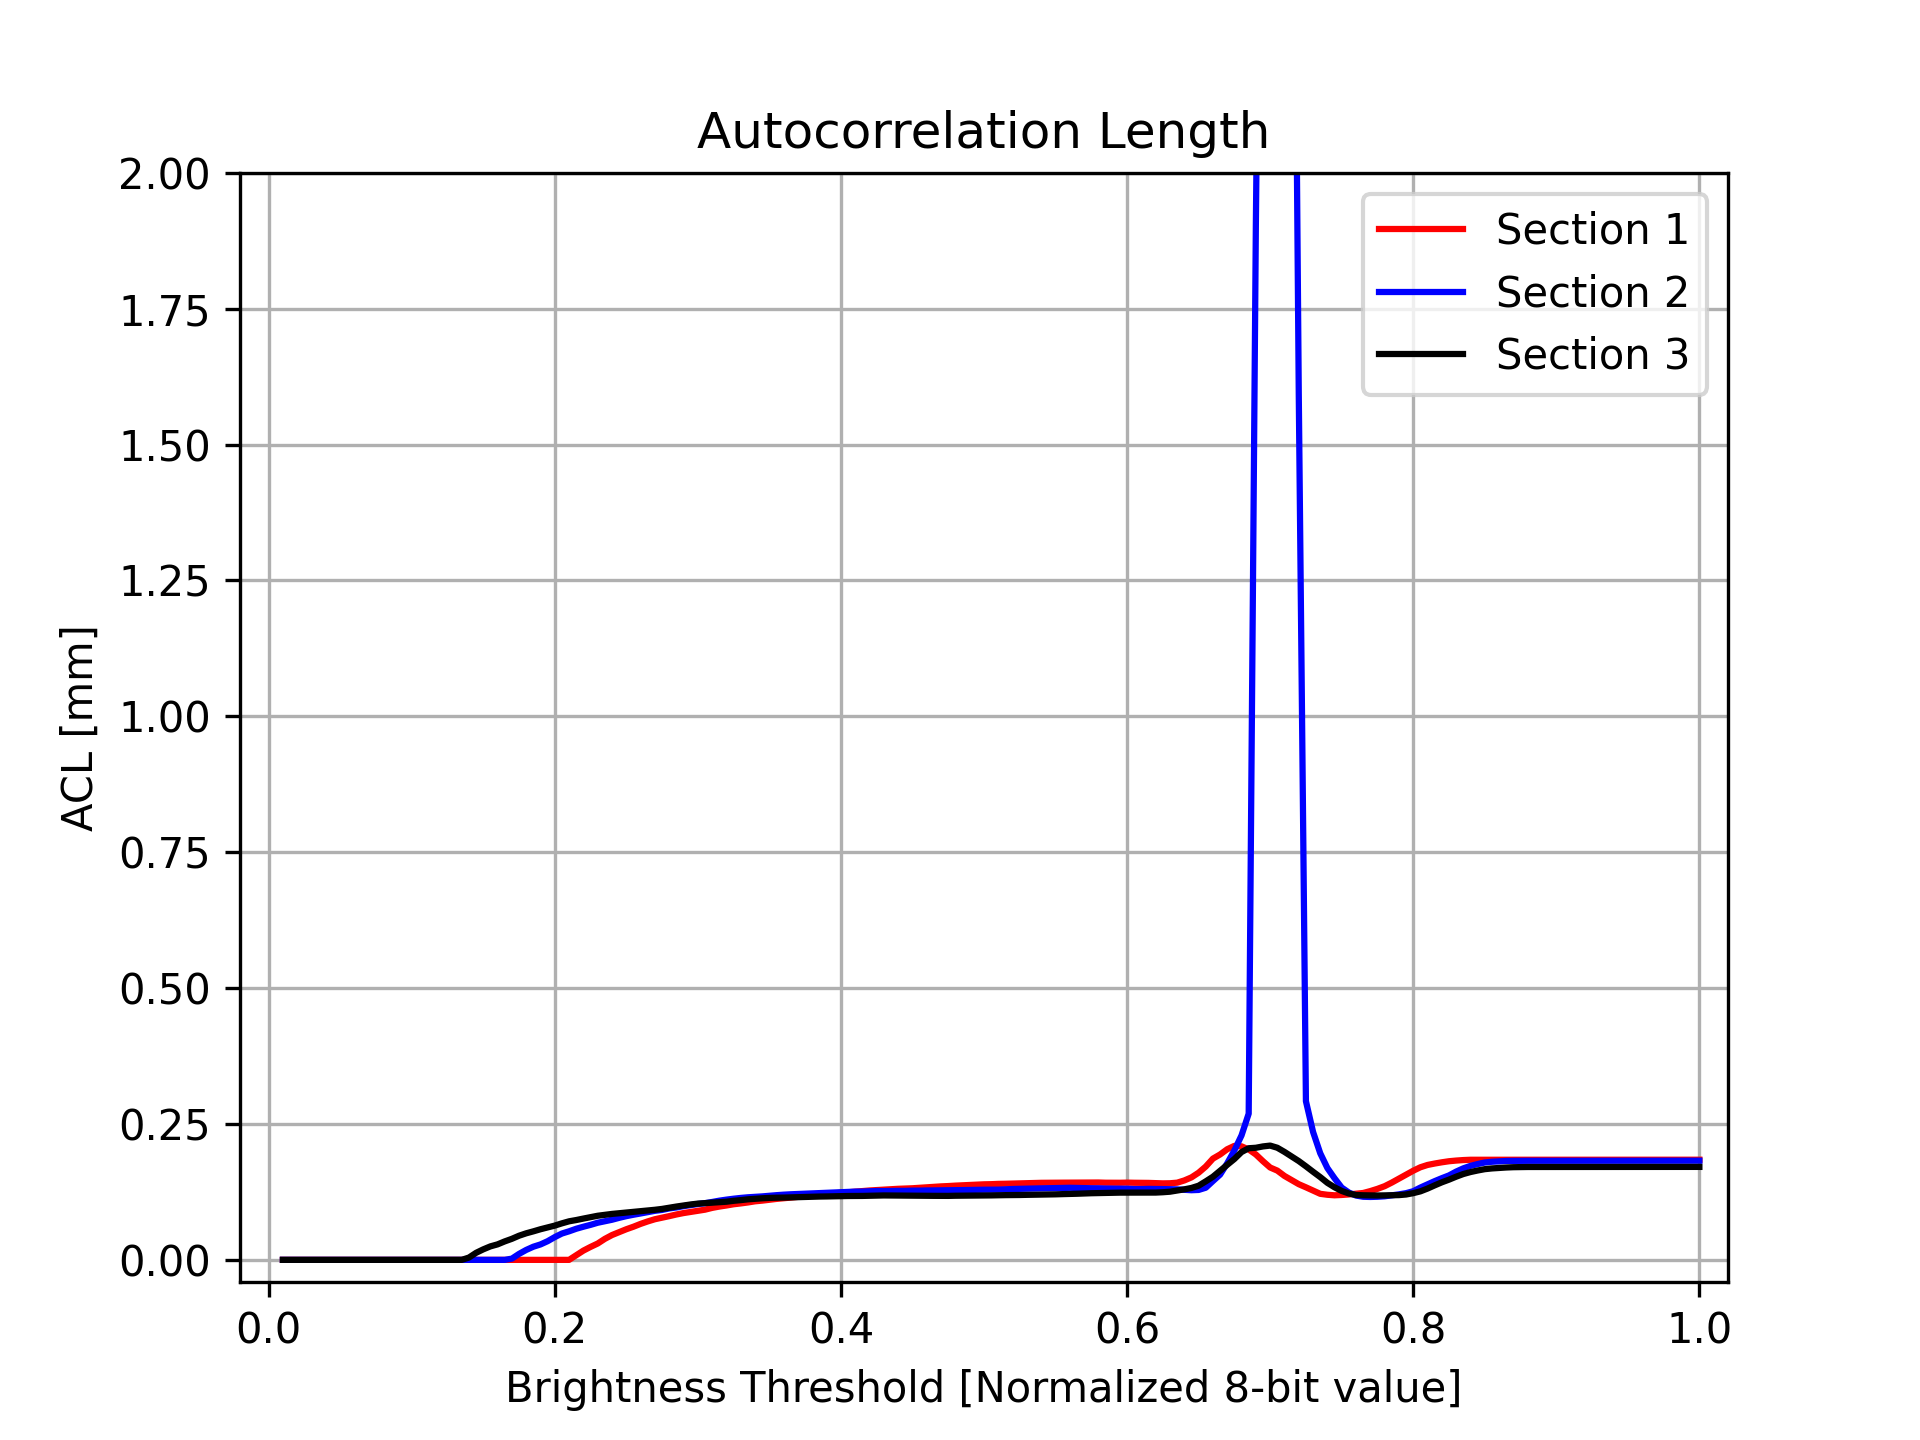 Autocorrelation Length
2.00
1.75
1.50
1.25
1.00
0.75
0.50
0.25
0.00
ACL [mm]
Section 1
Section 2
Section 3
0.0 0.2 0.4 0.6 0.8 1.0
Brightness Threshold [Normalized 8-bit value]